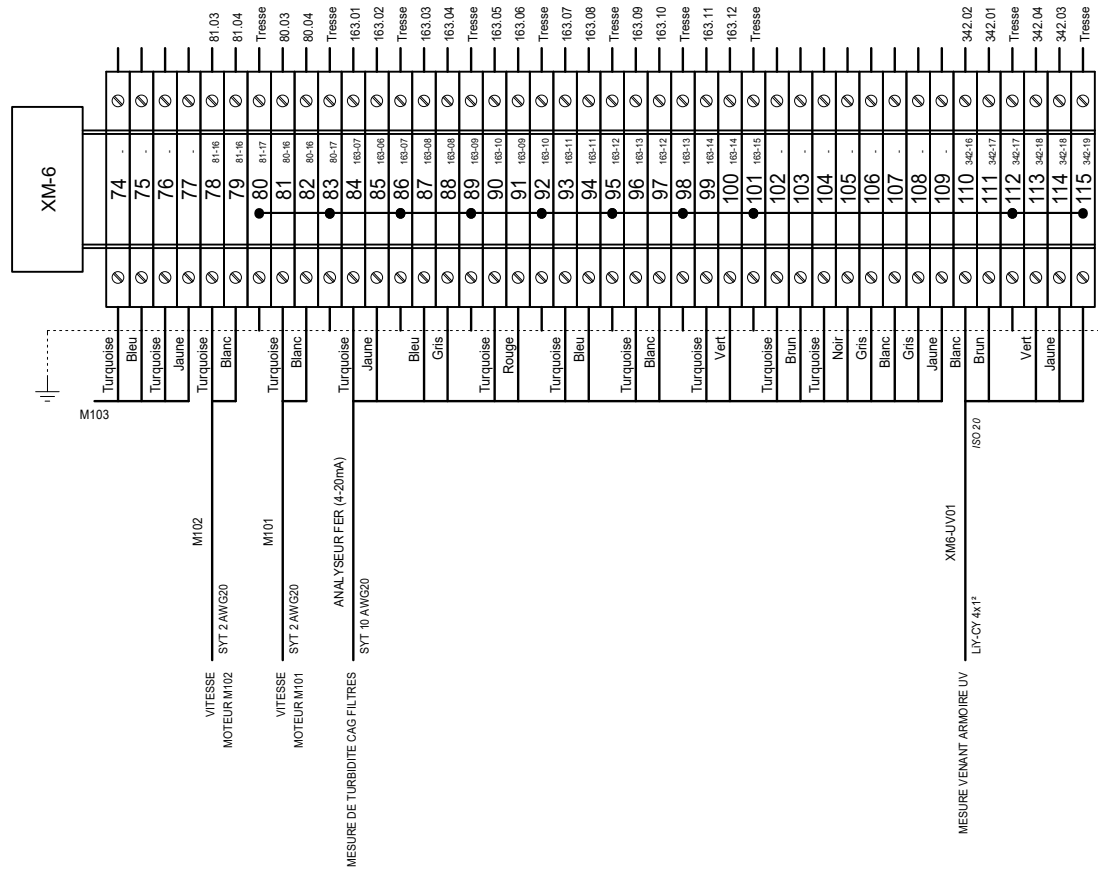 81.03
81.04
Tresse
80.03
80.04
Tresse
163.01
163.02
Tresse
163.03
163.04
Tresse
163.05
163.06
Tresse
163.07
163.08
Tresse
163.09
163.10
Tresse
163.11
163.12
Tresse
342.02
342.01
Tresse
342.04
342.03
Tresse
XM-6
74 -
75 -
76 -
77 -
78 81-16
79 81-16
80 81-17
81 80-16
82 80-16
83 80-17
84 163-07
85 163-06
86 163-07
87 163-08
88 163-08
89 163-09
90 163-10
91 163-09
92 163-10
93 163-11
94 163-11
95 163-12
96 163-13
97 163-12
98 163-13
99 163-14
100 163-14
101 163-15
102 -
103 -
104 -
105 -
106 -
107 -
108 -
109 -
110 342-16
111 342-17
112 342-17
113 342-18
114 342-18
115 342-19
Turquoise
Bleu
Turquoise
Jaune
Turquoise
Blanc
Turquoise
Blanc
Turquoise
Jaune
Bleu
Gris
Turquoise
Rouge
Turquoise
Bleu
Turquoise
Blanc
Turquoise
Vert
Turquoise
Brun
Turquoise
Noir
Gris
Blanc
Gris
Jaune
Blanc
Brun
Vert
Jaune
M103
M102
SYT 2 AWG20
VITESSE
MOTEUR M102
M101
SYT 2 AWG20
VITESSE
MOTEUR M101
ANALYSEUR FER (4-20mA)
SYT 10 AWG20
MESURE DE TURBIDITE CAG FILTRES
ISO 20
XM6-UV01
LiY-CY 4x1²
MESURE VENANT ARMOIRE UV